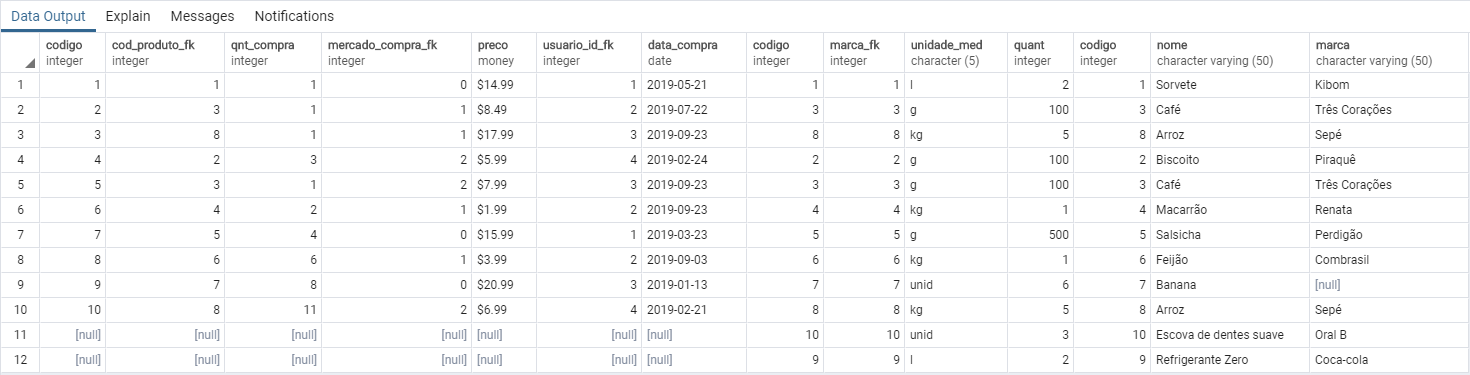 Data Output Explain Messages Notifications
codigo cod_produto_fk qnt_compra mercado_compra_fk preco usuario_id_fk data_compra codigo marca_fk unidade_med quant codigo nome marca
integer integer integer integer money integer date integer integer character (5) integer integer character varying (50) character varying (50)
1 1 1 1 0 $14.99 1 2019-05-21 1 1 l 2 1 Sorvete Kibom
2 2 3 1 1 $8.49 2 2019-07-22 3 3 g 100 3 Café Três Corações
3 3 8 1 1 $17.99 3 2019-09-23 8 8 kg 5 8 Arroz Sepé
4 4 2 3 2 $5.99 4 2019-02-24 2 2 g 100 2 Biscoito Piraquê
5 5 3 1 2 $7.99 3 2019-09-23 3 3 g 100 3 Café Três Corações
6 6 4 2 1 $1.99 2 2019-09-23 4 4 kg 1 4 Macarrão Renata
7 7 5 4 0 $15.99 1 2019-03-23 5 5 g 500 5 Salsicha Perdigão
8 8 6 6 1 $3.99 2 2019-09-03 6 6 kg 1 6 Feijão Combrasil
9 9 7 8 0 $20.99 3 2019-01-13 7 7 unid 6 7 Banana [null]
10 10 8 11 2 $6.99 4 2019-02-21 8 8 kg 5 8 Arroz Sepé
11 [null] [null] [null] [null] [null] [null] [null] 10 10 unid 3 10 Escova de dentes suave Oral B
12 [null] [null] [null] [null] [null] [null] [null] 9 9 l 2 9 Refrigerante Zero Coca-cola